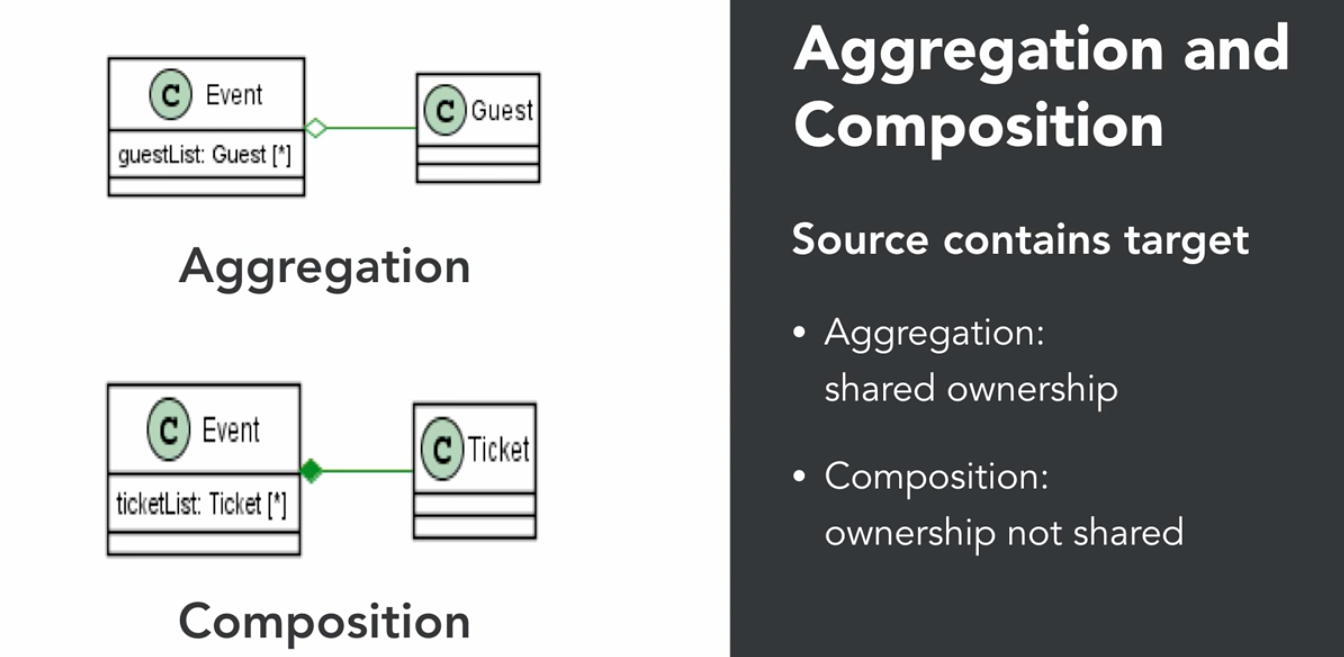 C Event
guestList: Guest [*]
C Guest
Aggregation
C Event
ticketList: Ticket [*]
C Ticket
Composition
Aggregation and
Composition
Source contains target
• Aggregation:
shared ownership
• Composition:
ownership not shared